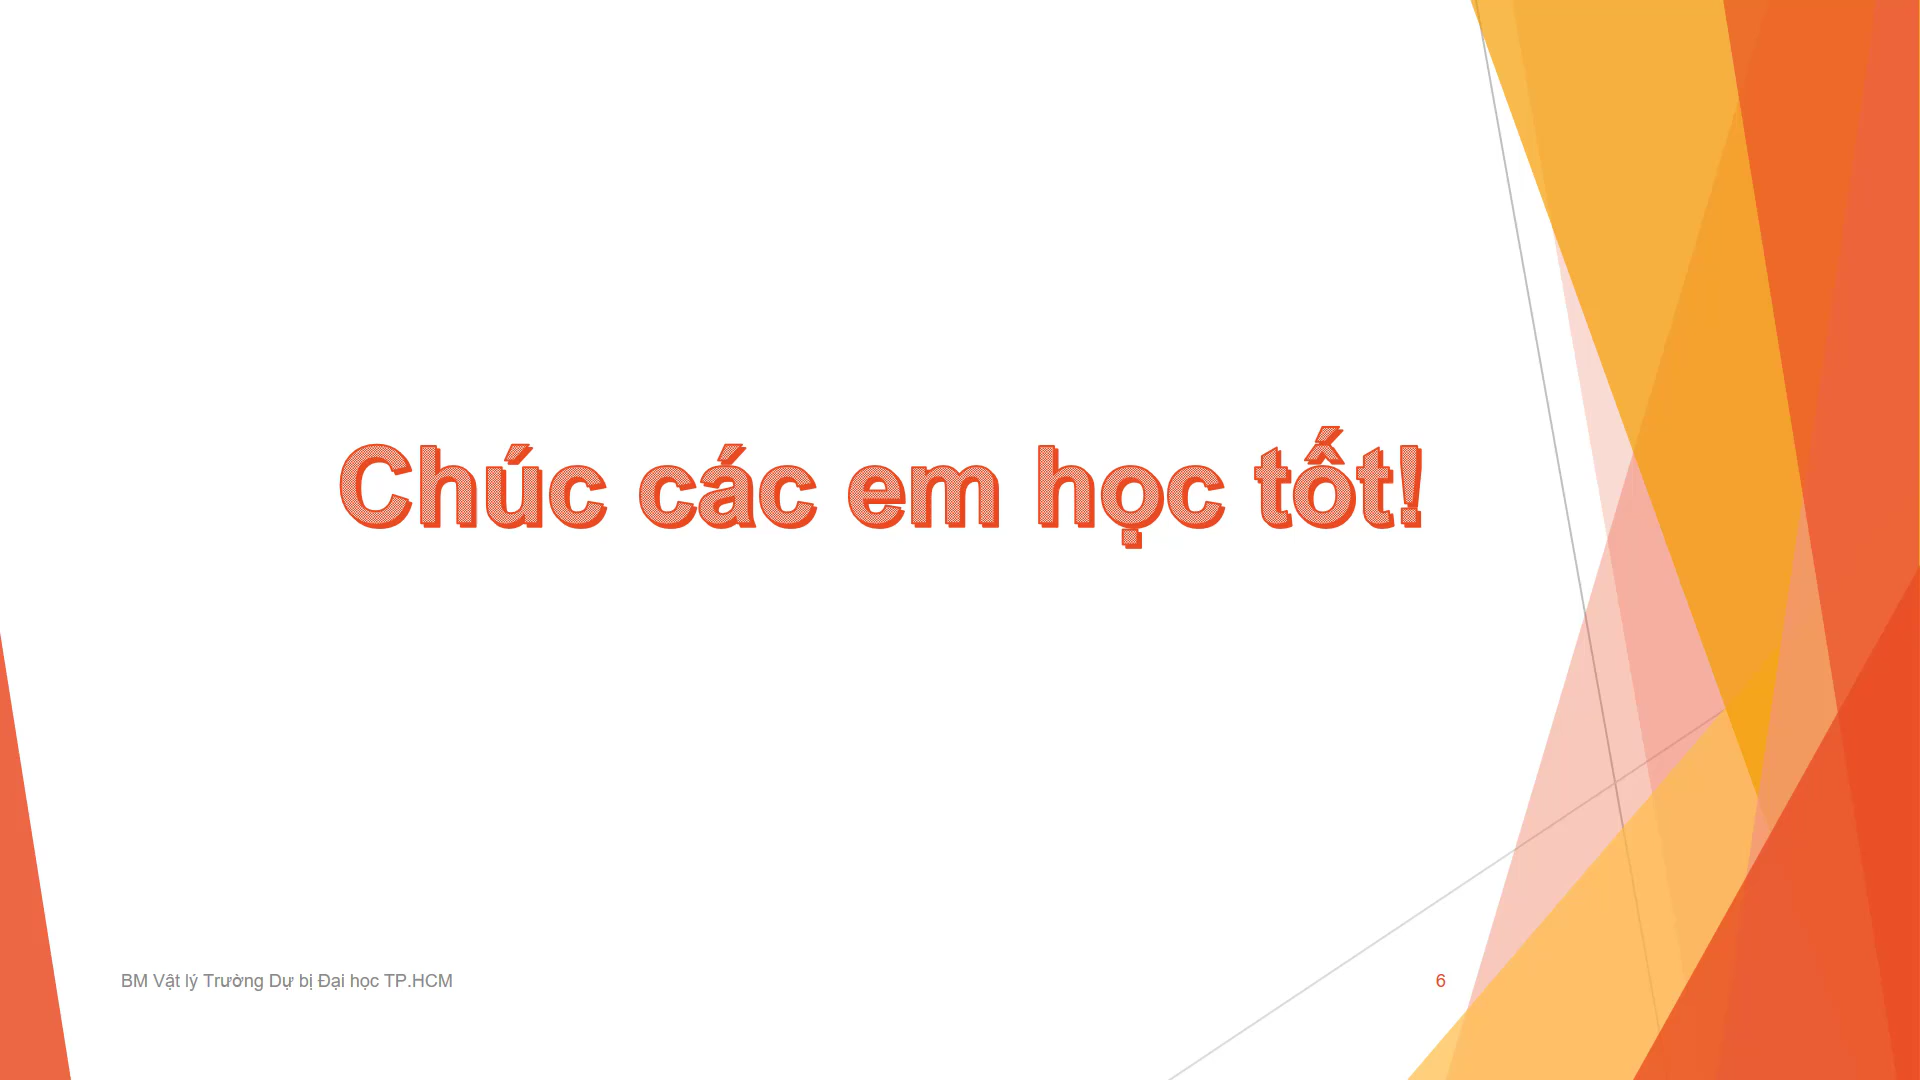 Chúc các em học tốt!
BM Vật lý Trường Dự bị Đại học TP.HCM
6